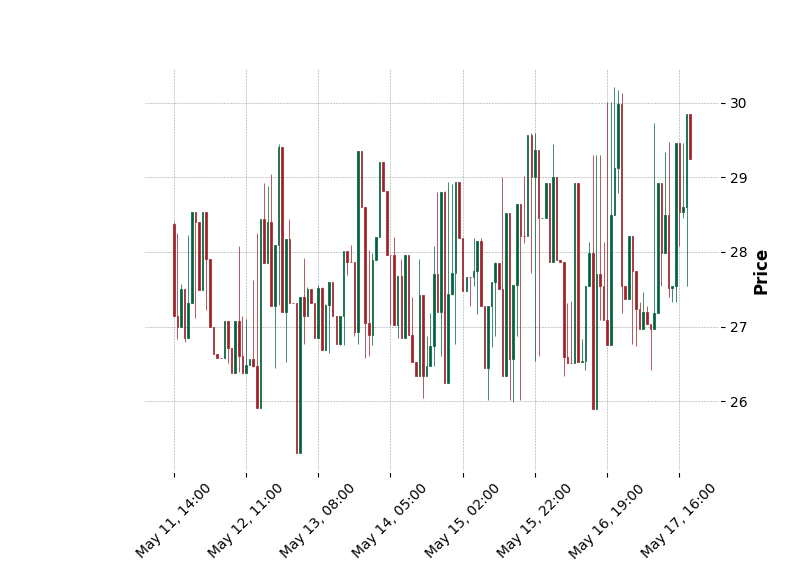 30
29
28
27
26
Price
May 11, 14:00
May 12, 11:00
May 13, 08:00
May 14, 05:00
May 15, 02:00
May 15, 22:00
May 16, 19:00
May 17, 16:00